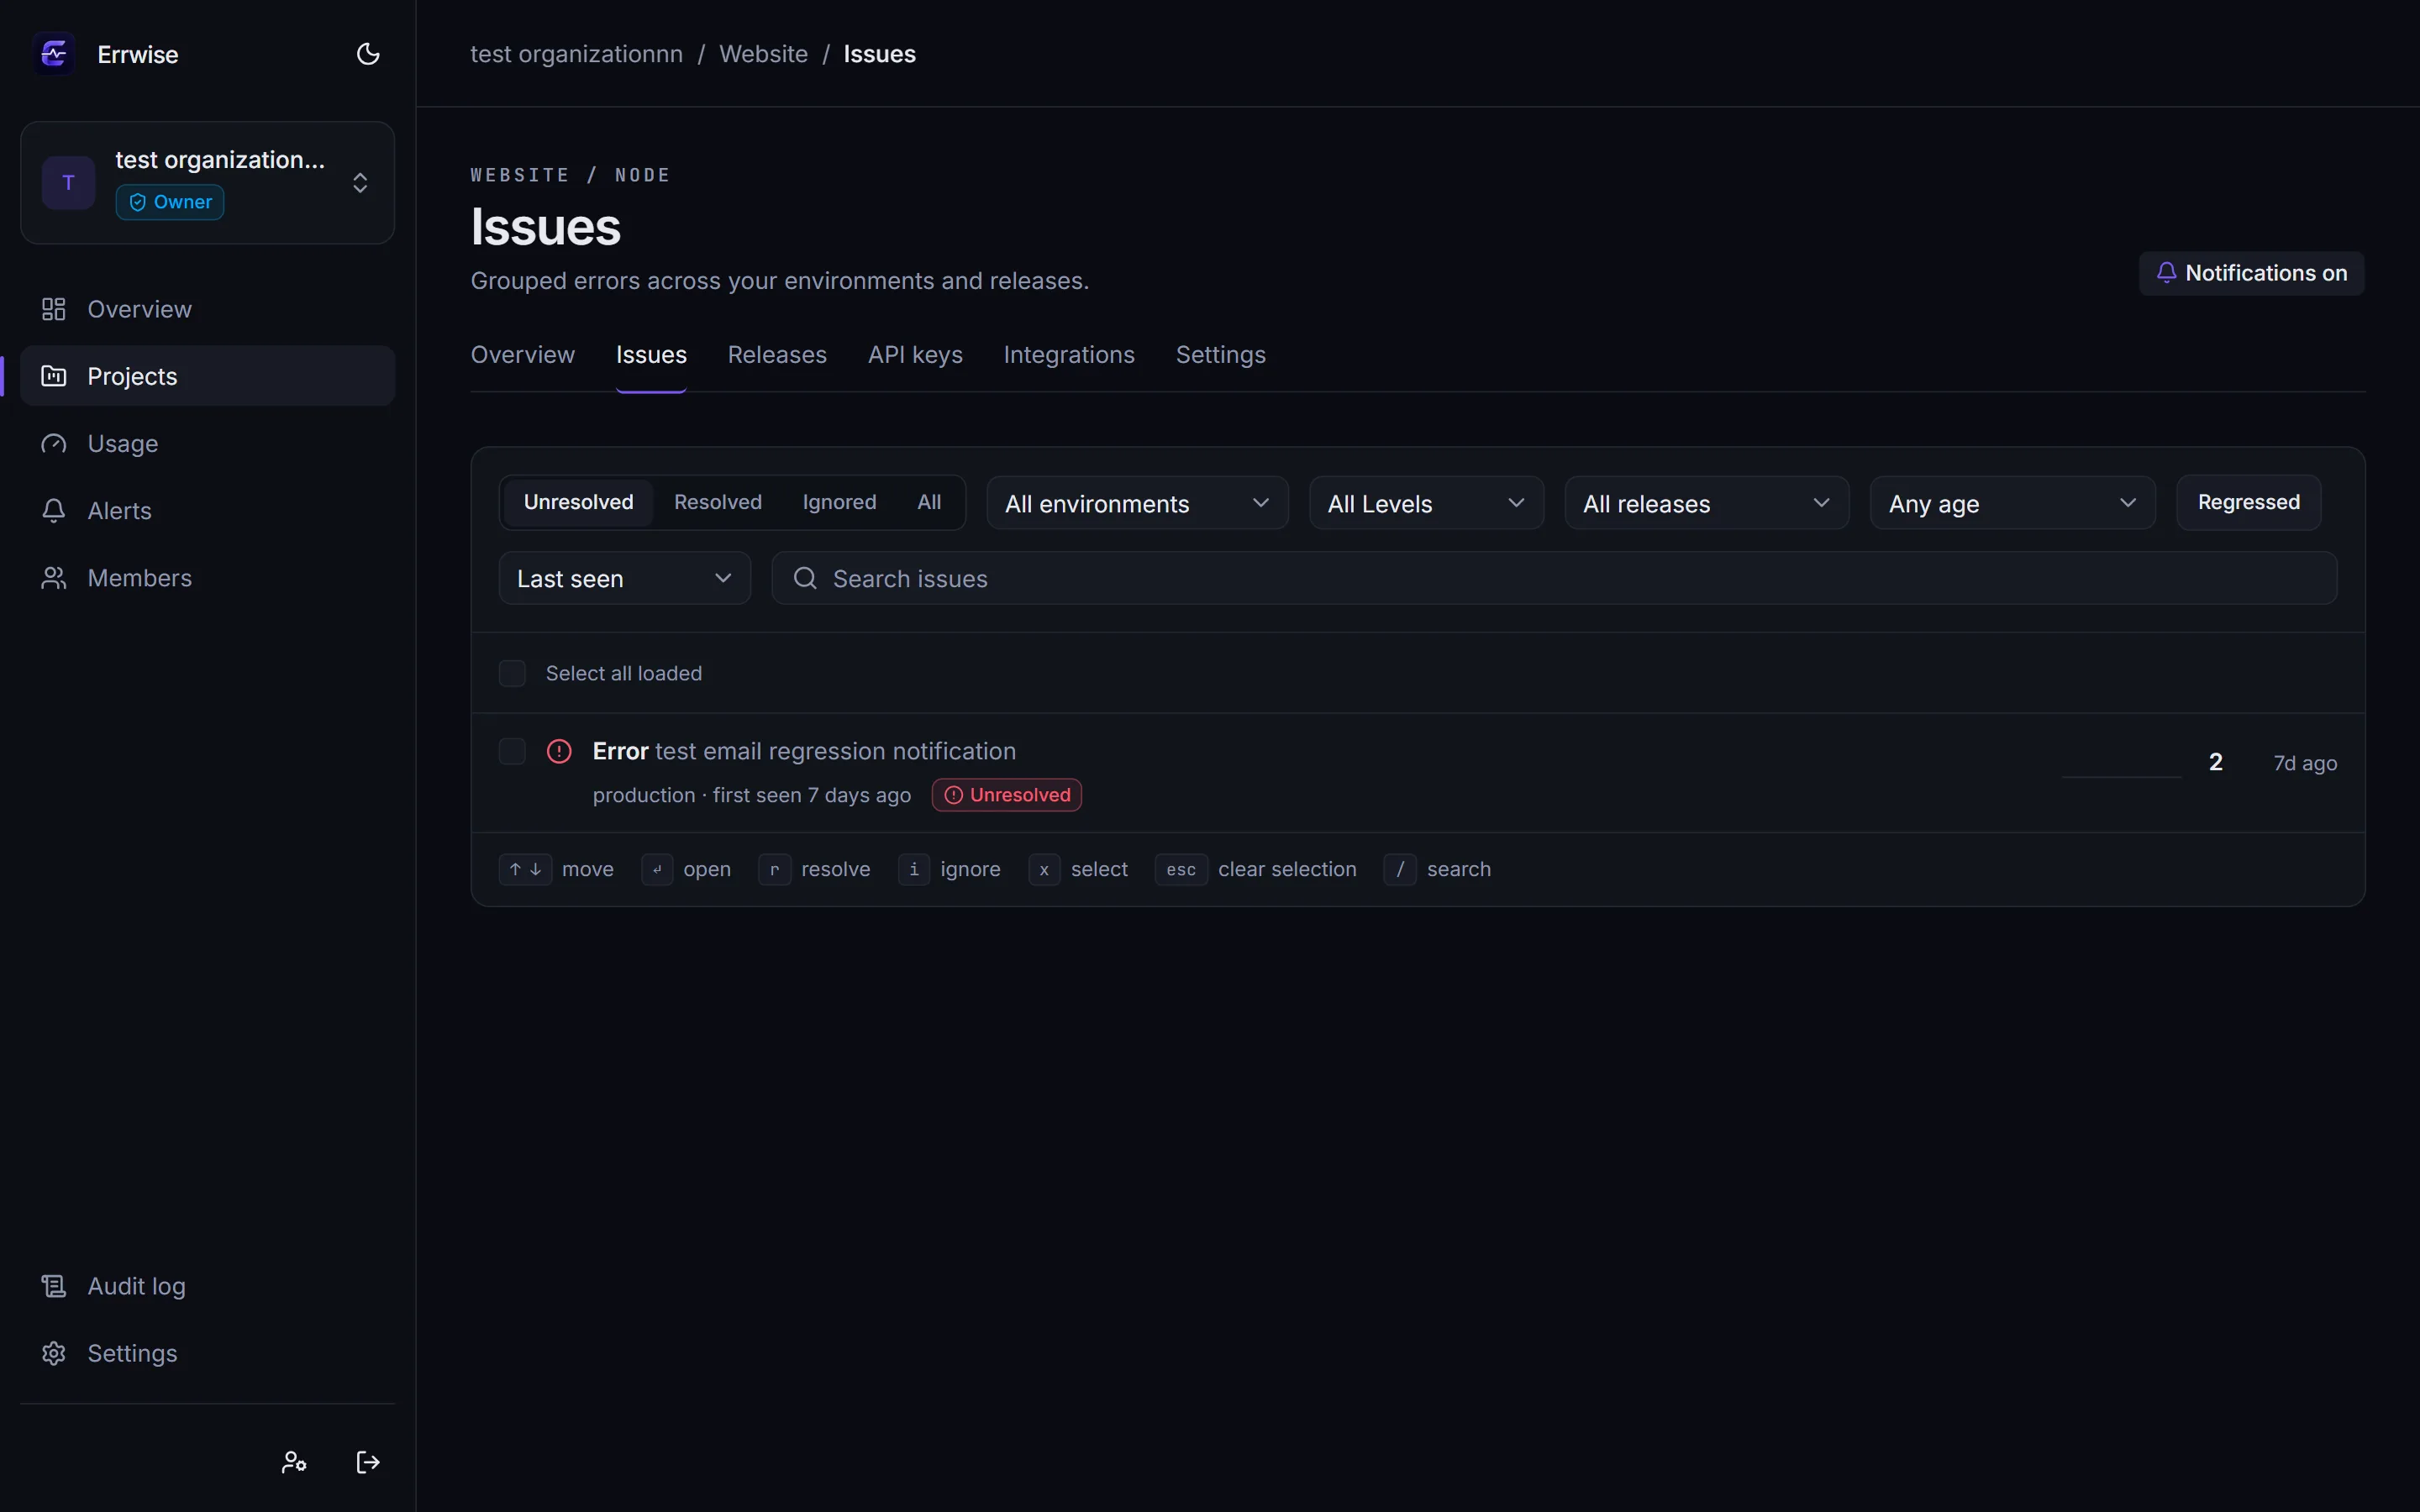 Errwise
test organization...
T
Owner
Overview
Projects
Usage
Alerts
Members
Audit log
Settings
test organizationnn / Website / Issues
WEBSITE / NODE
Issues
Grouped errors across your environments and releases.
Notifications on
Overview Issues Releases API keys Integrations Settings
Unresolved Resolved Ignored All All environments All Levels All releases Any age Regressed
Last seen Search issues
Select all loaded
Error test email regression notification
2 7d ago
production · first seen 7 days ago Unresolved
↑ ↓ move ↵ open r resolve i ignore x select esc clear selection / search